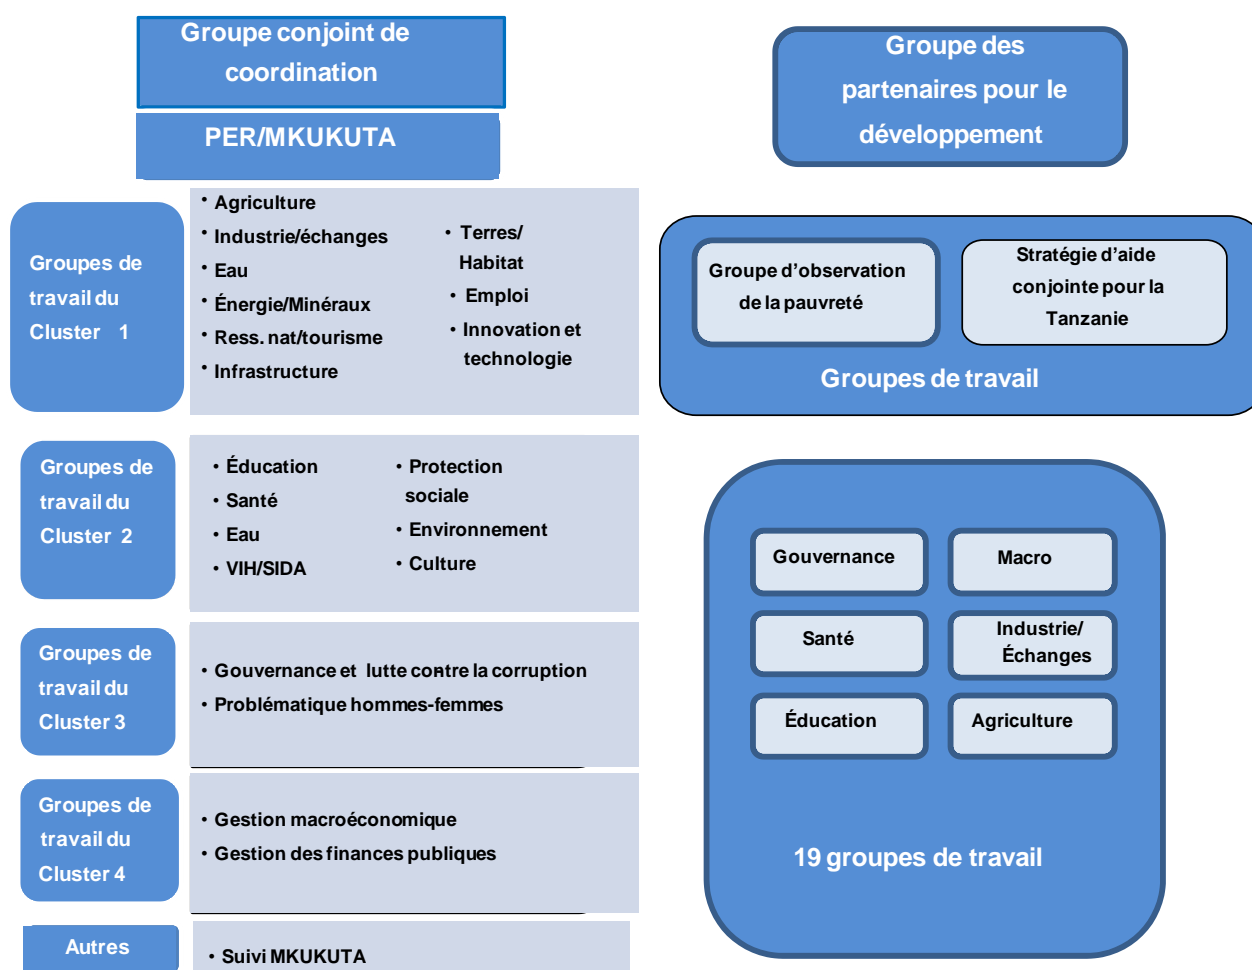 Groupe conjoint de
coordination
PER/MKUKUTA
Groupes de
travail du
Cluster 1
• Agriculture
• Industrie/échanges
• Eau
• Énergie/Minéraux
• Ress. nat/tourisme
• Infrastructure
• Terres/
Habitat
• Emploi
• Innovation et
technologie
Groupes de
travail du
Cluster 2
• Éducation
• Santé
• Eau
• VIH/SIDA
• Protection
sociale
• Environnement
• Culture
Groupes de
travail du
Cluster 3
• Gouvernance et lutte contre la corruption
• Problématique hommes-femmes
Groupes de
travail du
Cluster 4
• Gestion macroéconomique
• Gestion des finances publiques
Autres
• Suivi MKUKUTA
Groupe des
partenaires pour le
développement
Groupe d'observation
de la pauvreté
Stratégie d'aide
conjointe pour la
Tanzanie
Groupes de travail
Gouvernance
Macro
Santé
Industrie/
Échanges
Éducation
Agriculture
19 groupes de travail